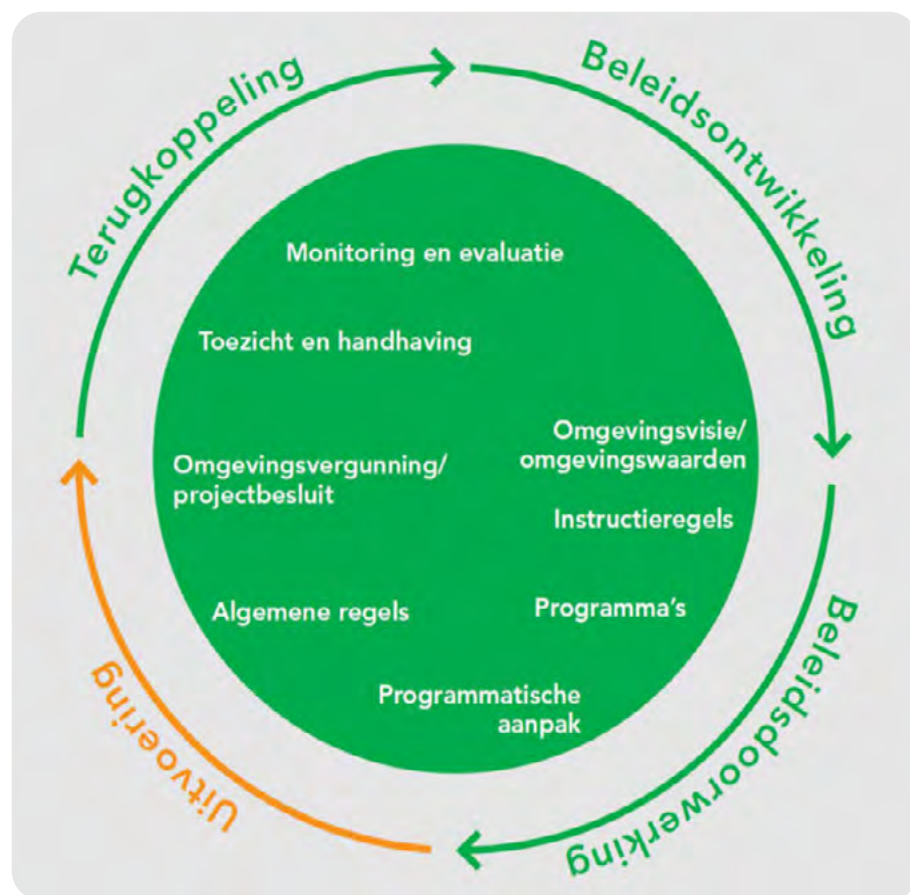 Terugkoppeling
Beleidsontwikkeling
Monitoring en evaluatie
Toezicht en handhaving
Omgevingsvisie/
omgevingswaarden
Omgevingsvergunning/
projectbesluit
Instructieregels
Algemene regels
Programma's
Programmatische
aanpak
Uitvoering
Beleidsdoorwerking